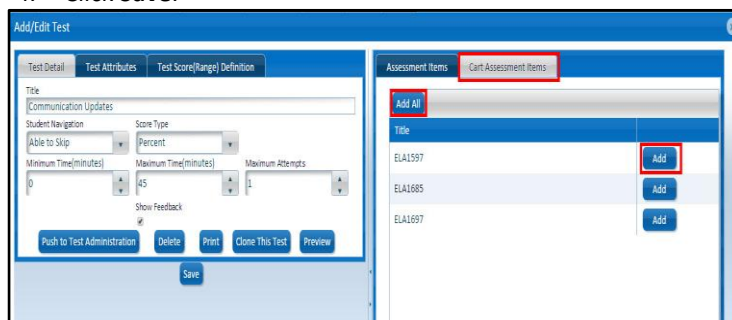 Add/Edit Test
Test Detail Test Attributes Test Score(Range) Definition
Title
Communication Updates
Student Navigation Score Type
Able to Skip Percent
Minimum Time(minutes) Maximum Time(minutes) Maximum Attempts
0 45 1
Show Feedback
Push to Test Administration Delete Print Clone This Test Preview
Save
Assessment Items Cart Assessment Items
Add All
Title
ELA1597 Add
ELA1685 Add
ELA1697 Add